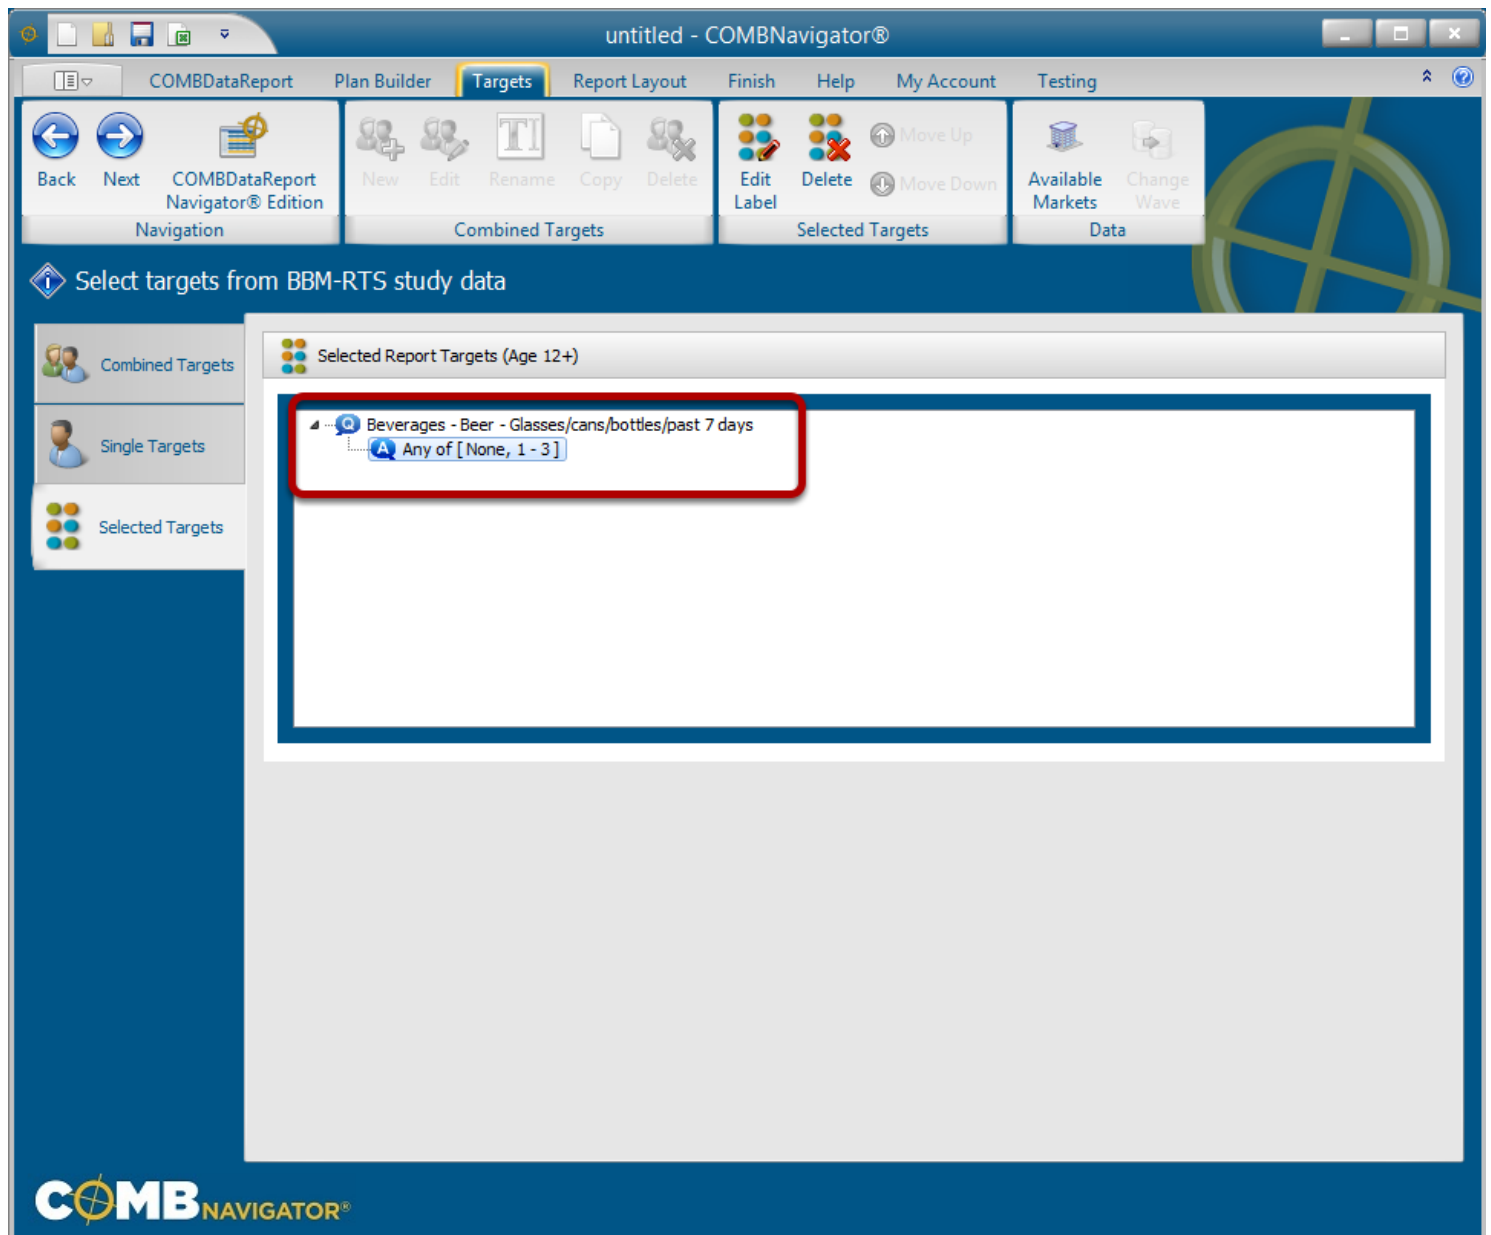 untitled - COMBNavigator®
COMBDataReport Plan Builder Targets Report Layout Finish Help My Account Testing
Back Next COMBDataReport Navigator® Edition
New Edit Rename Copy Delete
Edit Label Delete Move Up Move Down
Available Markets Change Wave
Navigation Combined Targets Selected Targets Data
Select targets from BBM-RTS study data
Combined Targets
Single Targets
Selected Targets
Selected Report Targets (Age 12+)
Q Beverages - Beer - Glasses/cans/bottles/past 7 days
A Any of [ None, 1 - 3 ]
COMB NAVIGATOR®